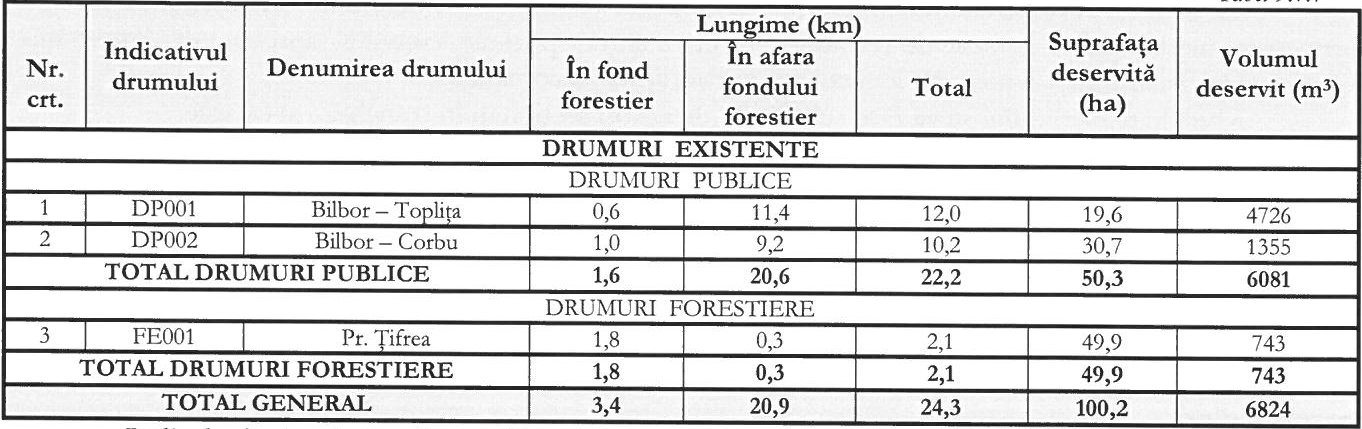 Nr. crt. Indicativul drumului Denumirea drumului Lungime (km) Suprafața deservită (ha) Volumul deservit (m³)
În fond forestier În afara fondului forestier Total
DRUMURI EXISTENTE
DRUMURI PUBLICE
1 DP001 Bilbor – Toplița 0,6 11,4 12,0 19,6 4726
2 DP002 Bilbor – Corbu 1,0 9,2 10,2 30,7 1355
TOTAL DRUMURI PUBLICE 1,6 20,6 22,2 50,3 6081
DRUMURI FORESTIERE
3 FE001 Pr. Țifrea 1,8 0,3 2,1 49,9 743
TOTAL DRUMURI FORESTIERE 1,8 0,3 2,1 49,9 743
TOTAL GENERAL 3,4 20,9 24,3 100,2 6824